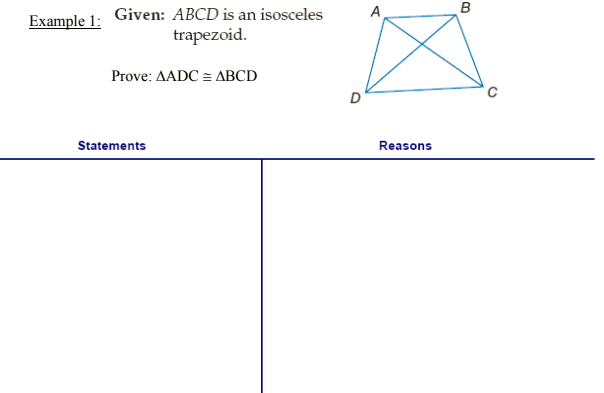 Example 1: Given: ABCD is an isosceles
trapezoid.
Prove: ΔADC ≅ ΔBCD
A B
D C
Statements Reasons